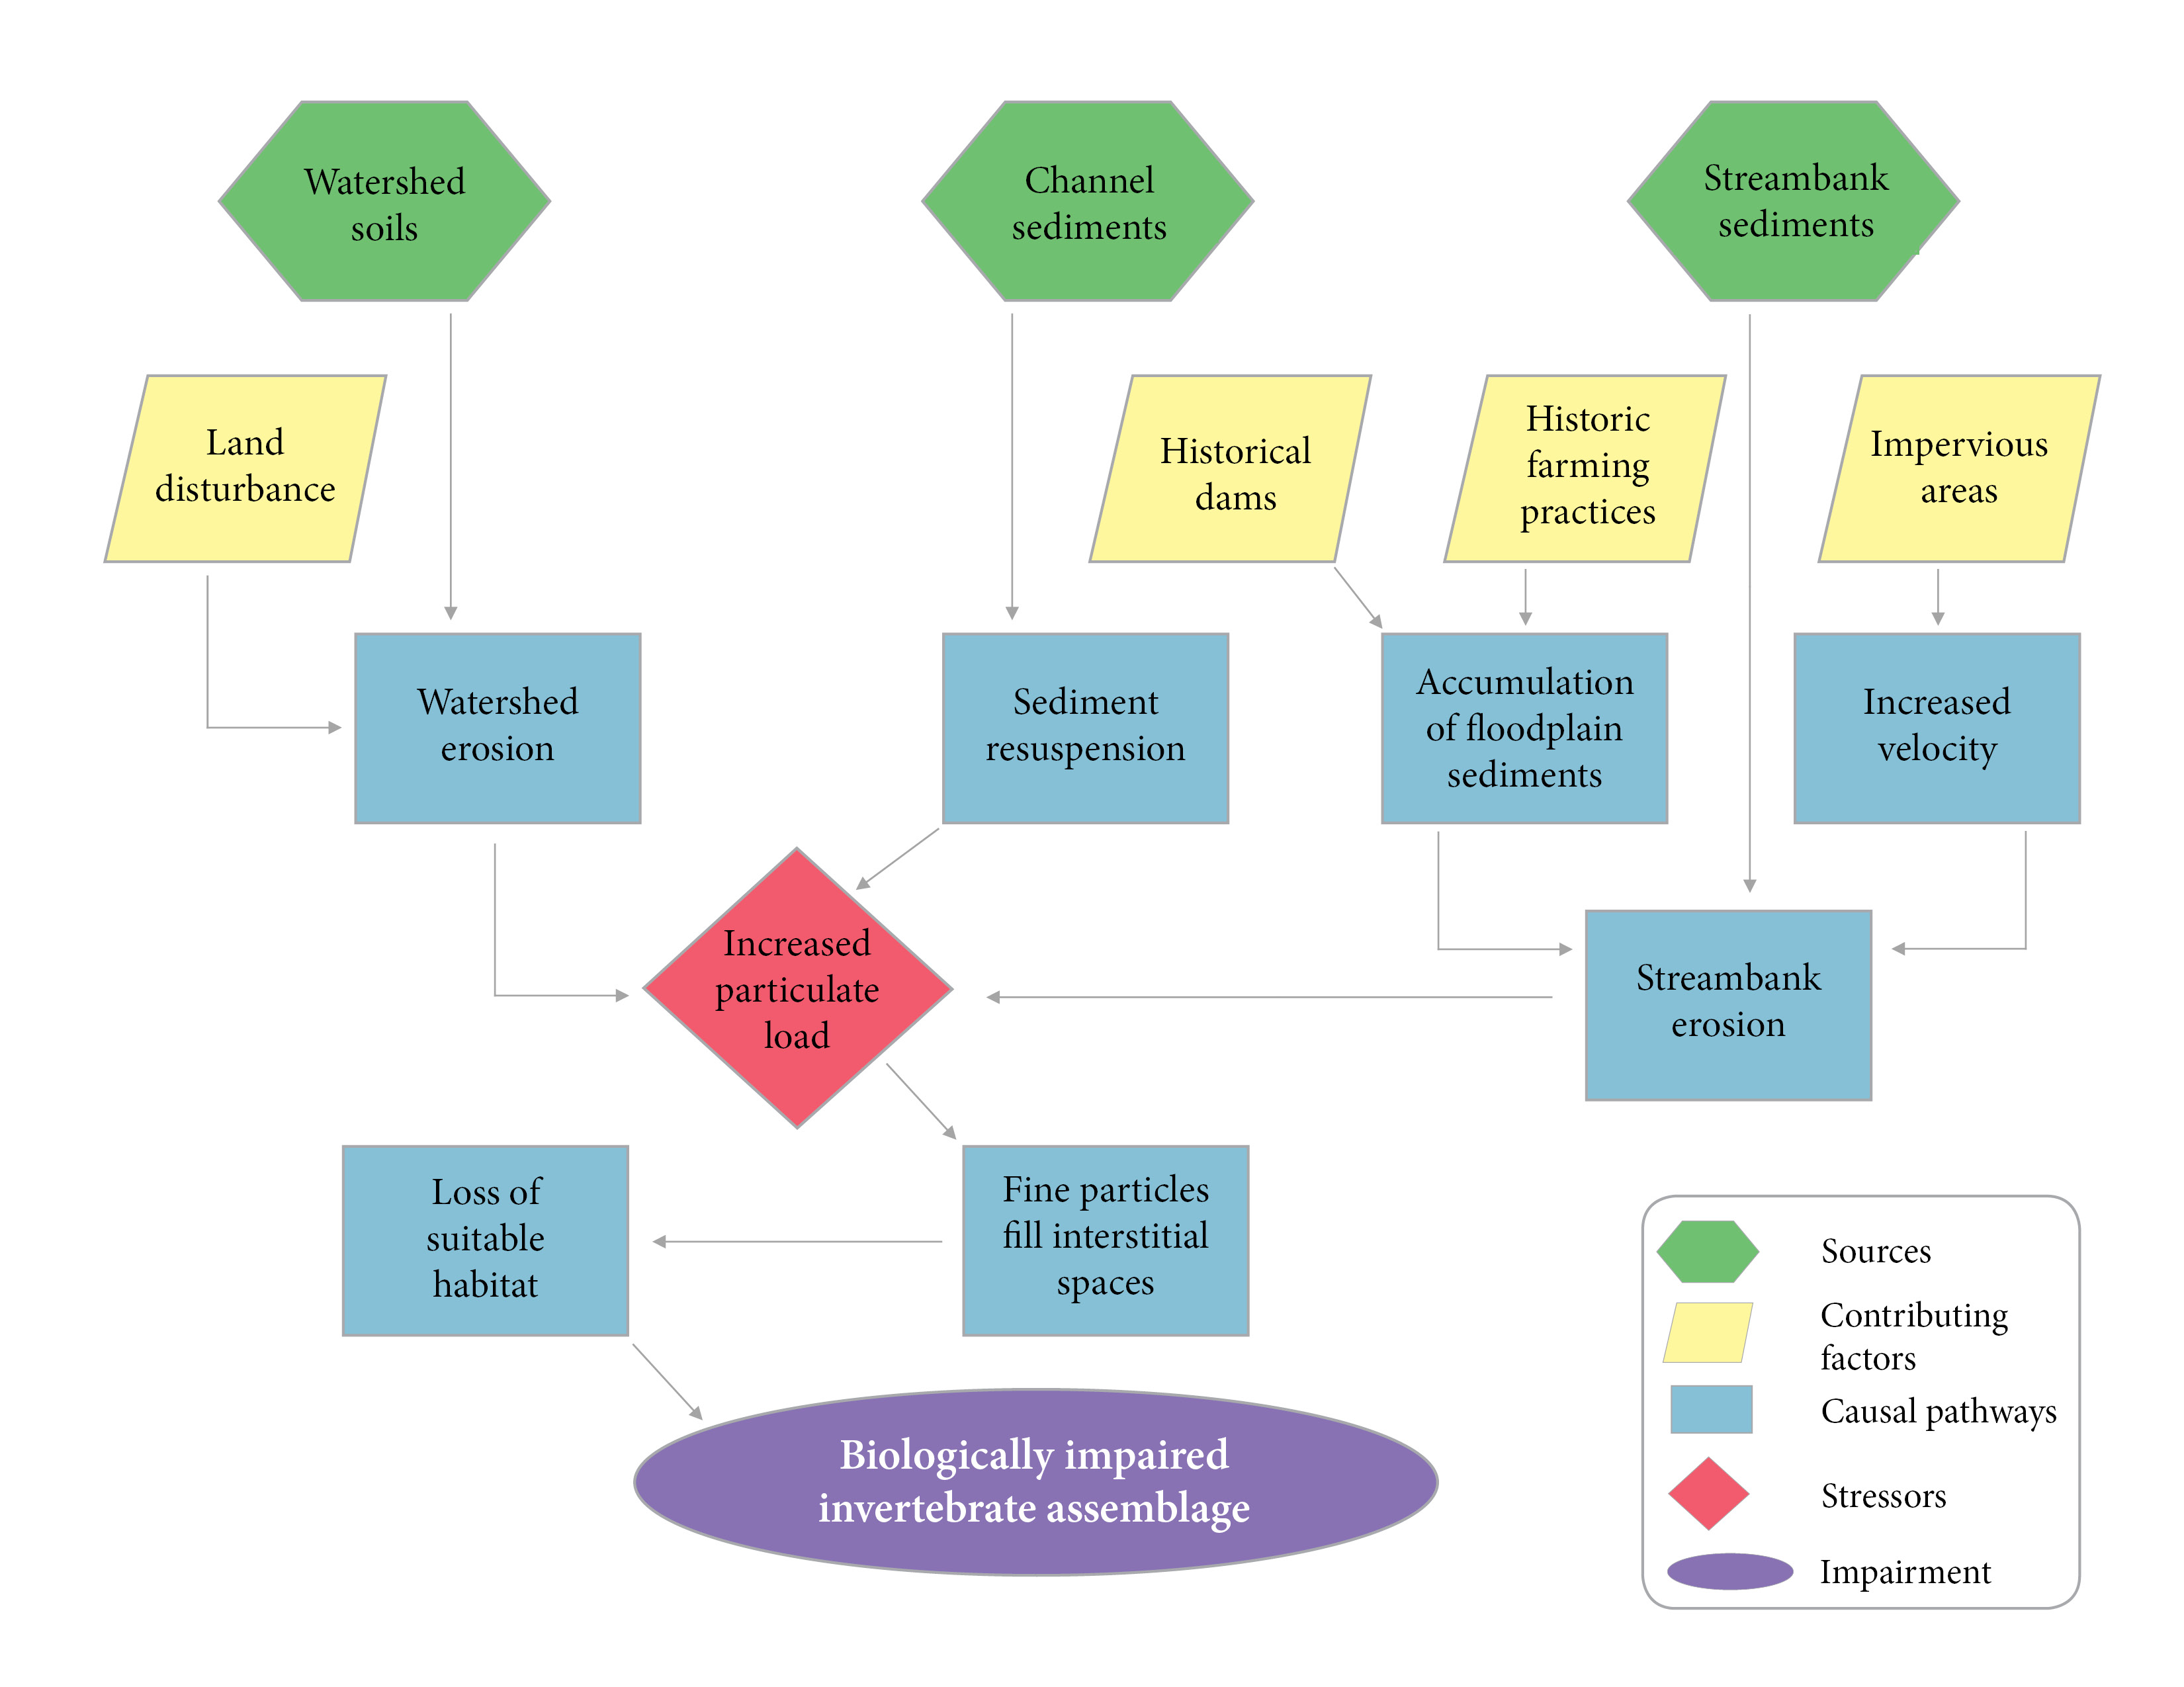 Watershed
soils
Channel
sediments
Streambank
sediments
Land
disturbance
Historical
dams
Historic
farming
practices
Impervious
areas
Watershed
erosion
Sediment
resuspension
Accumulation
of floodplain
sediments
Increased
velocity
Increased
particulate
load
Streambank
erosion
Loss of
suitable
habitat
Fine particles
fill interstitial
spaces
Biologically impaired
invertebrate assemblage
Sources
Contributing
factors
Causal pathways
Stressors
Impairment